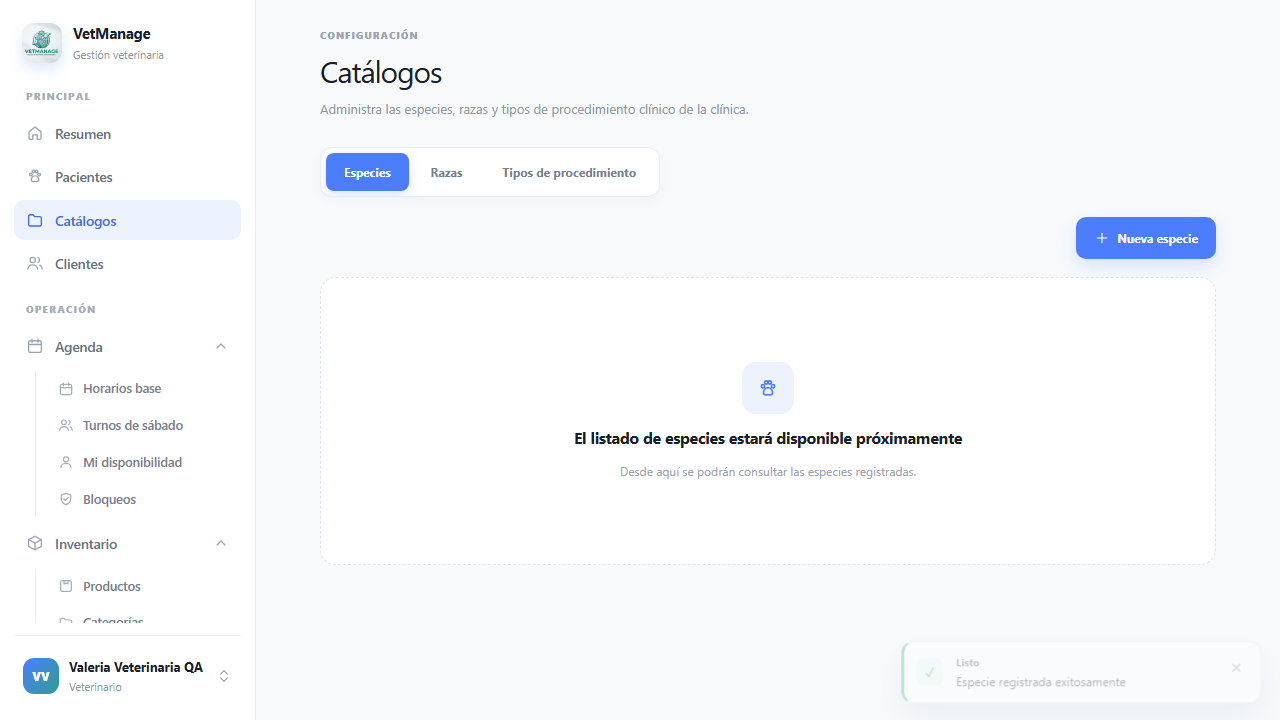 VetManage
Gestión veterinaria
PRINCIPAL
Resumen
Pacientes
Catálogos
Clientes
OPERACIÓN
Agenda
Horarios base
Turnos de sábado
Mi disponibilidad
Bloqueos
Inventario
Productos
Categorías
VV
Valeria Veterinaria QA
Veterinario
CONFIGURACIÓN
Catálogos
Administra las especies, razas y tipos de procedimiento clínico de la clínica.
Especies
Razas
Tipos de procedimiento
Nueva especie
El listado de especies estará disponible próximamente
Desde aquí se podrán consultar las especies registradas.
Listo
Especie registrada exitosamente